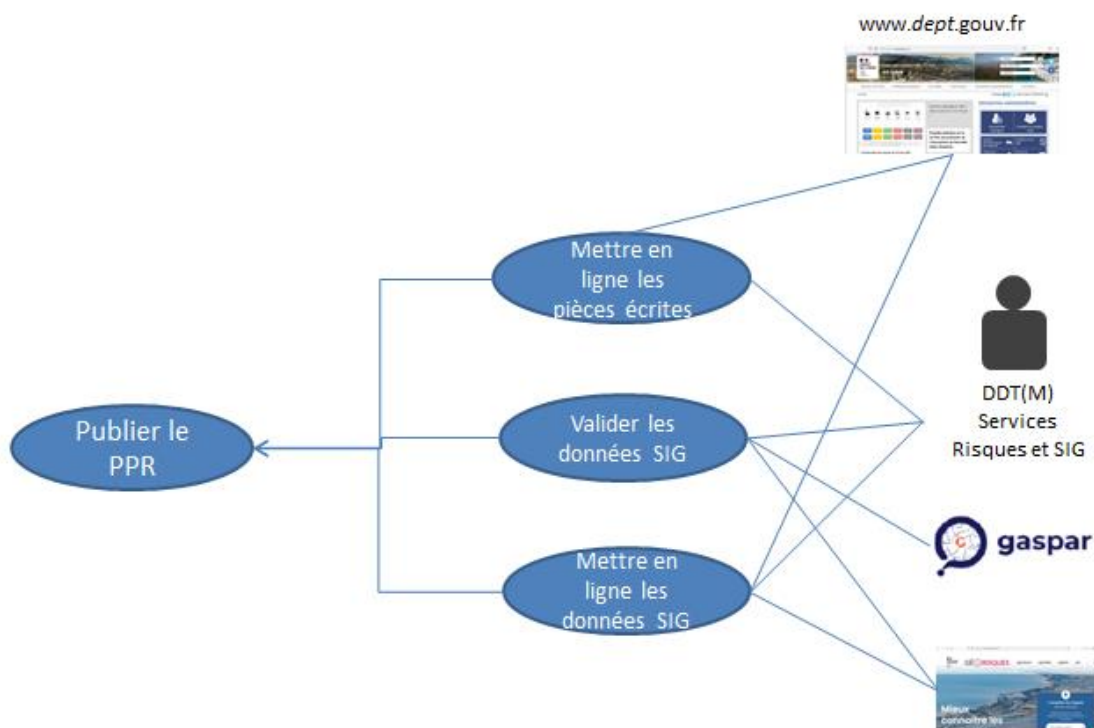 www.dept.gouv.fr
Mettre en
ligne les
pièces écrites
DDT(M)
Services
Risques et SIG
Publier le
PPR
Valider les
données SIG
gaspar
Mettre en
ligne les
données SIG
GÉORISQUES
Mieux
connaître les